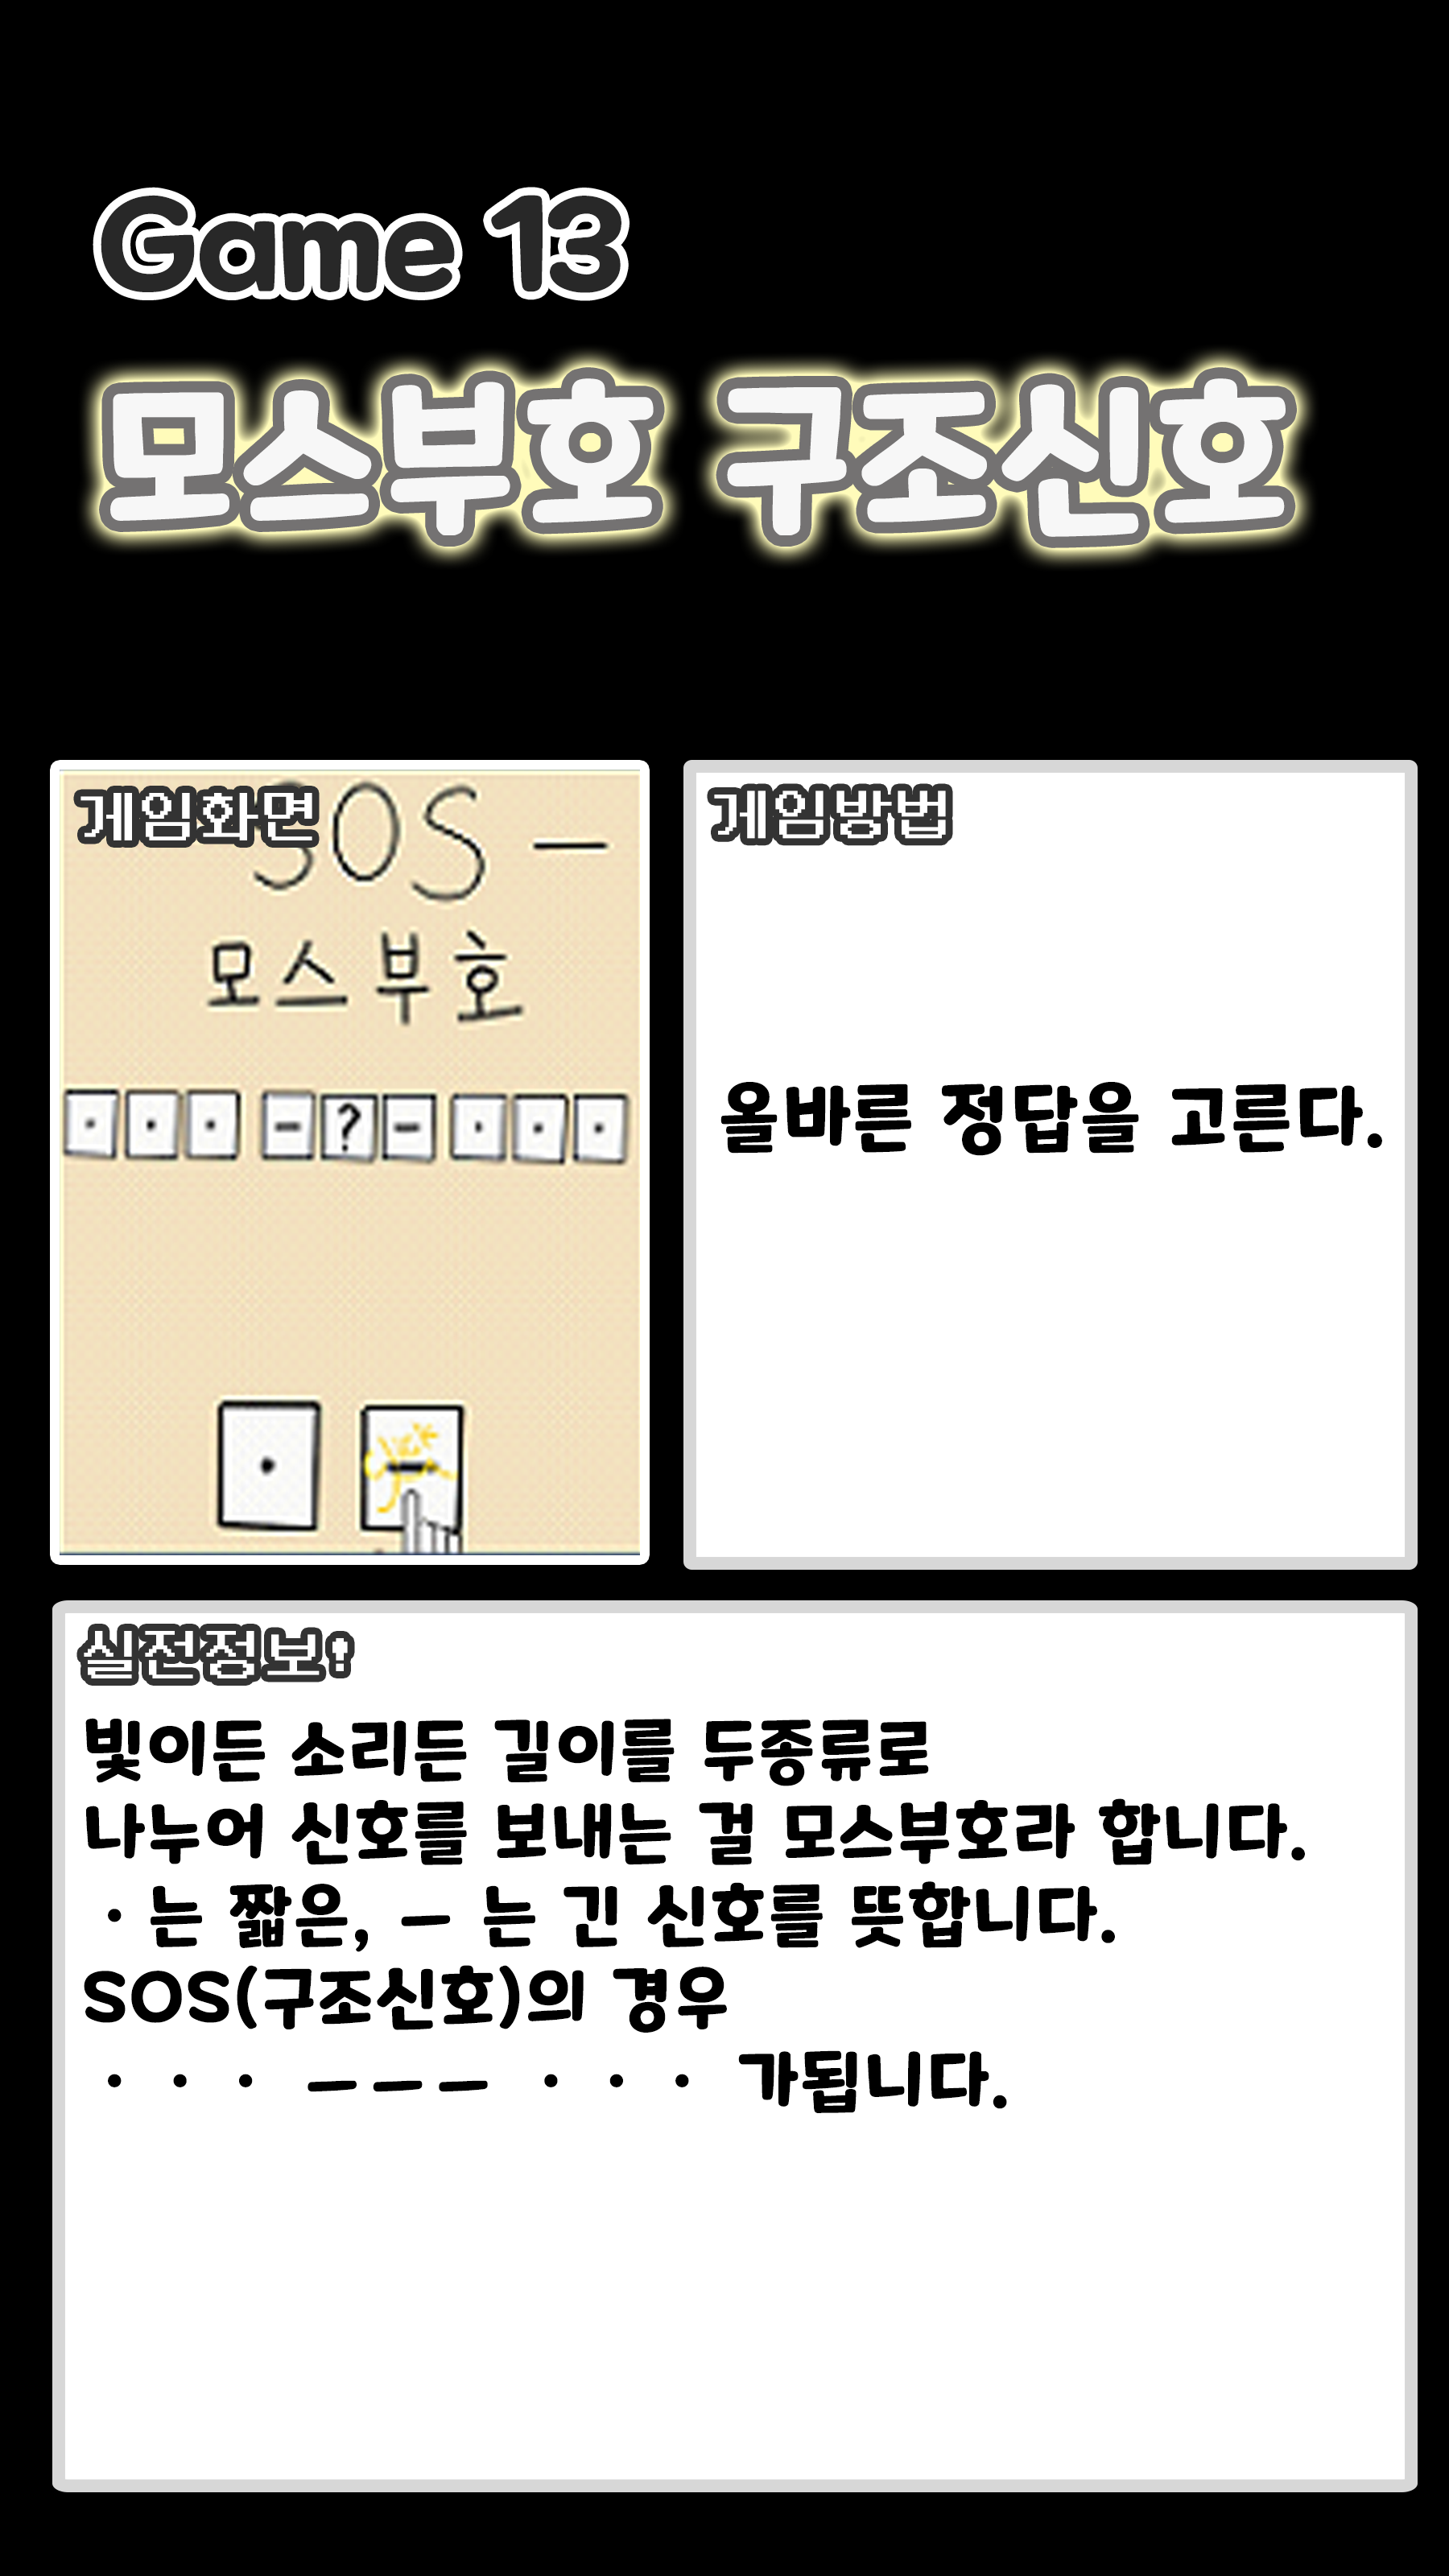 Game 13
모스부호 구조신호
게임화면
SOS –
모스부호
· · · – ? – · · ·
· –
게임방법
올바른 정답을 고른다.
실전정보!
빛이든 소리든 길이를 두종류로
나누어 신호를 보내는 걸 모스부호라 합니다.
· 는 짧은, – 는 긴 신호를 뜻합니다.
SOS(구조신호)의 경우
· · · – – – · · · 가됩니다.